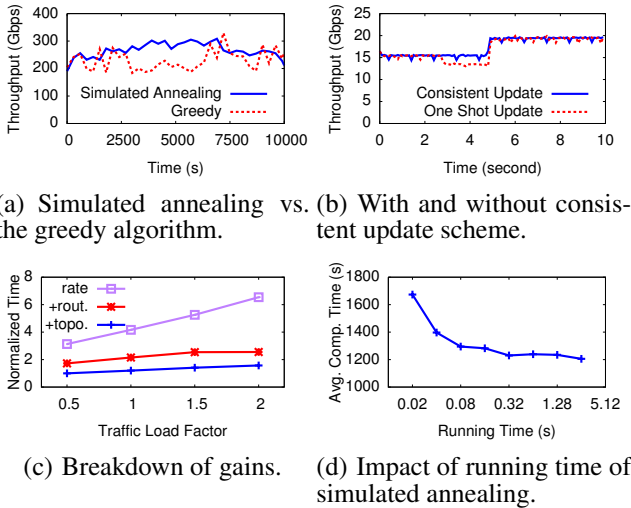 400
300
200
100
0
Throughput (Gbps)
Simulated Annealing
Greedy
0 2500 5000 7500 10000
Time (s)
25
20
15
10
5
0
Throughput (Gbps)
Consistent Update
One Shot Update
0 2 4 6 8 10
Time (second)
(a) Simulated annealing vs.
the greedy algorithm.
(b) With and without consis-
tent update scheme.
8
6
4
2
0
Normalized Time
rate
+rout.
+topo.
0.5 1 1.5 2
Traffic Load Factor
1800
1600
1400
1200
1000
Avg. Comp. Time (s)
0.02 0.08 0.32 1.28 5.12
Running Time (s)
(c) Breakdown of gains.
(d) Impact of running time of
simulated annealing.